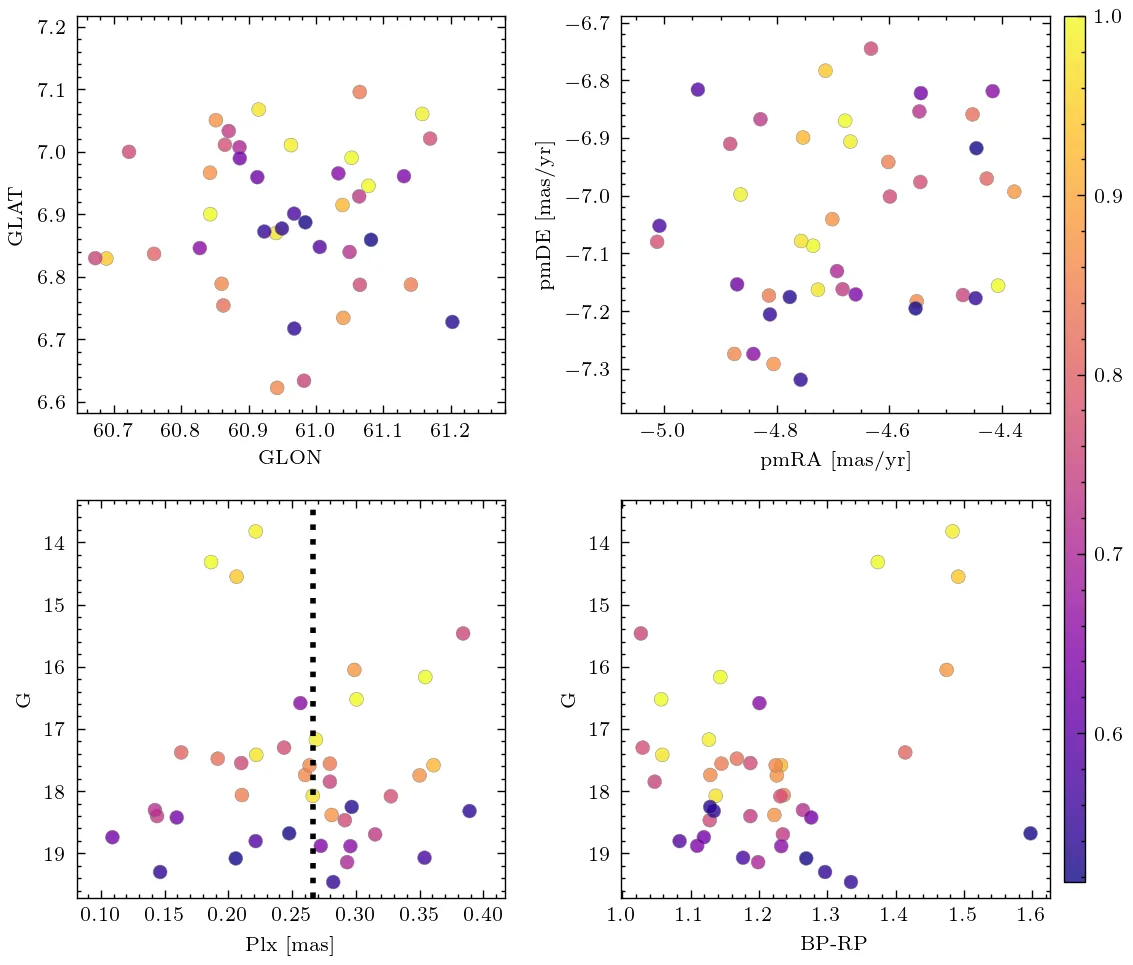 7.2
7.1
7.0
6.9
6.8
6.7
6.6
GLAT
60.7 60.8 60.9 61.0 61.1 61.2
GLON
−6.7
−6.8
−6.9
−7.0
−7.1
−7.2
−7.3
pmDE [mas/yr]
−5.0 −4.8 −4.6 −4.4
pmRA [mas/yr]
1.0
0.9
0.8
0.7
0.6
14
15
16
17
18
19
G
0.10 0.15 0.20 0.25 0.30 0.35 0.40
Plx [mas]
14
15
16
17
18
19
G
1.0 1.1 1.2 1.3 1.4 1.5 1.6
BP-RP